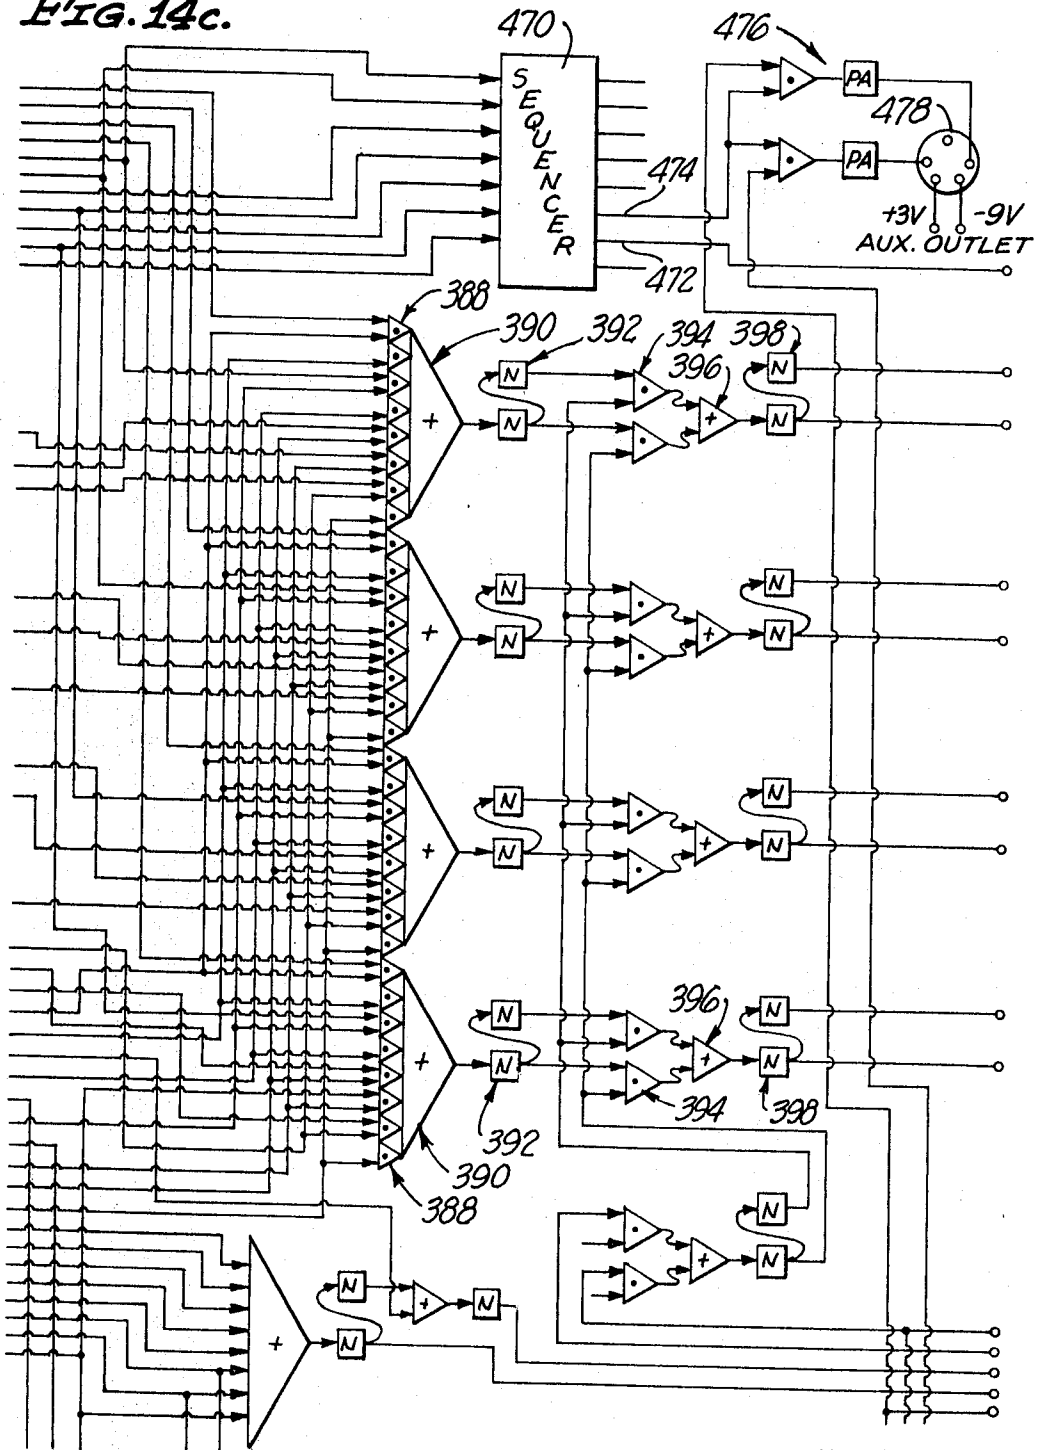 FIG. 14c.
470
476
SEQUENCER
PA
478
PA
474
+3V
-9V
AUX. OUTLET
472
388
390
392
394
398
396
N
N
N
+
+
N
N
N
+
+
N
N
N
N
+
+
N
N
396
N
N
+
+
N
N
394
398
392
390
388
N
N
+
N
+
N
+
N